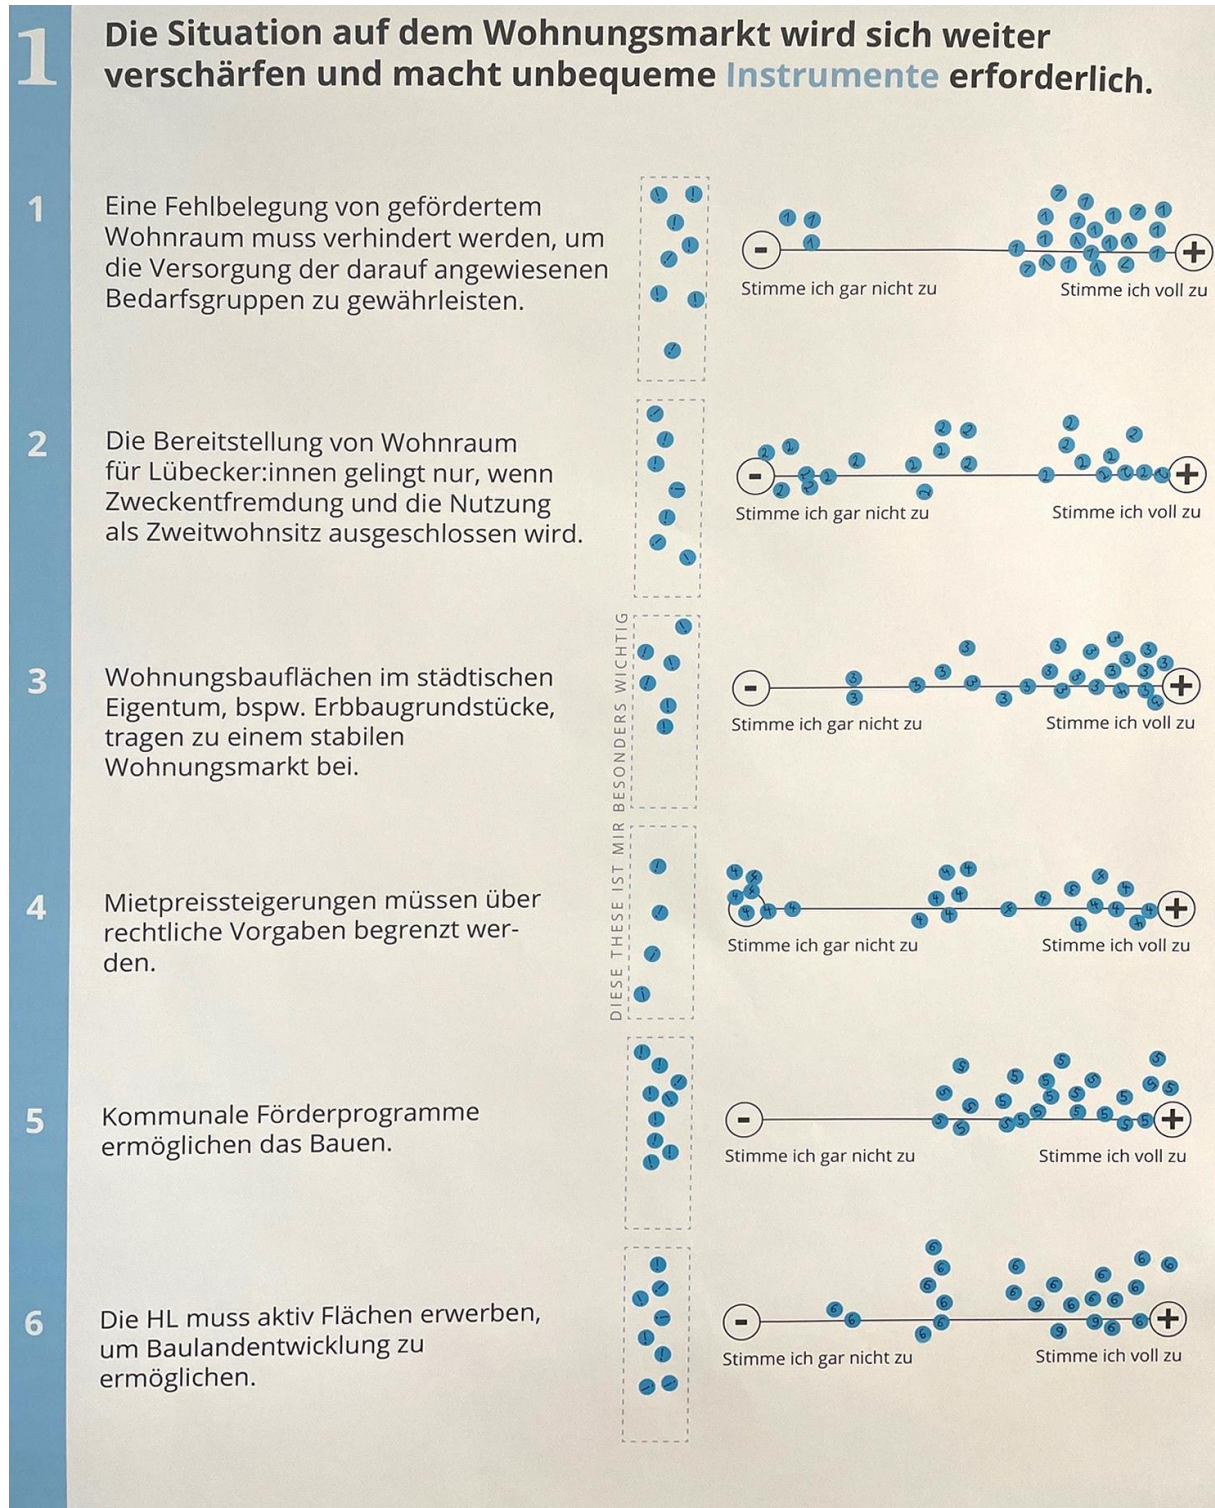 1
Die Situation auf dem Wohnungsmarkt wird sich weiter
verschärfen und macht unbequeme Instrumente erforderlich.
1
Eine Fehlbelegung von gefördertem
Wohnraum muss verhindert werden, um
die Versorgung der darauf angewiesenen
Bedarfsgruppen zu gewährleisten.
-
+
Stimme ich gar nicht zu
Stimme ich voll zu
2
Die Bereitstellung von Wohnraum
für Lübecker:innen gelingt nur, wenn
Zweckentfremdung und die Nutzung
als Zweitwohnsitz ausgeschlossen wird.
-
+
Stimme ich gar nicht zu
Stimme ich voll zu
DIESE THESE IST MIR BESONDERS WICHTIG
3
Wohnungsbauflächen im städtischen
Eigentum, bspw. Erbbaugrundstücke,
tragen zu einem stabilen
Wohnungsmarkt bei.
-
+
Stimme ich gar nicht zu
Stimme ich voll zu
4
Mietpreissteigerungen müssen über
rechtliche Vorgaben begrenzt wer-
den.
+
Stimme ich gar nicht zu
Stimme ich voll zu
5
Kommunale Förderprogramme
ermöglichen das Bauen.
-
+
Stimme ich gar nicht zu
Stimme ich voll zu
6
Die HL muss aktiv Flächen erwerben,
um Baulandentwicklung zu
ermöglichen.
-
+
Stimme ich gar nicht zu
Stimme ich voll zu